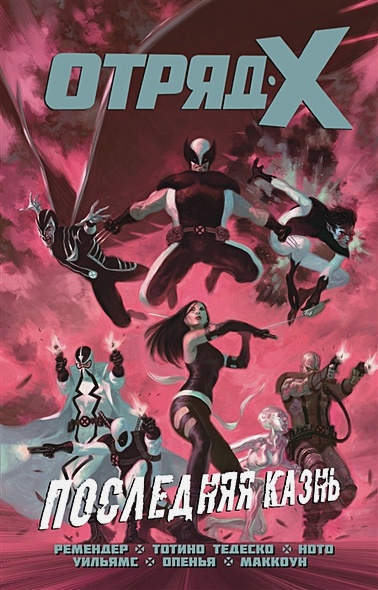 ОТРЯД-X
ПОСЛЕДНЯЯ КАЗНЬ
РЕМЕНДЕР × ТОТИНО ТЕДЕСКО × НОТО
УИЛЬЯМС × ОПЕНЬЯ × МАККОУН